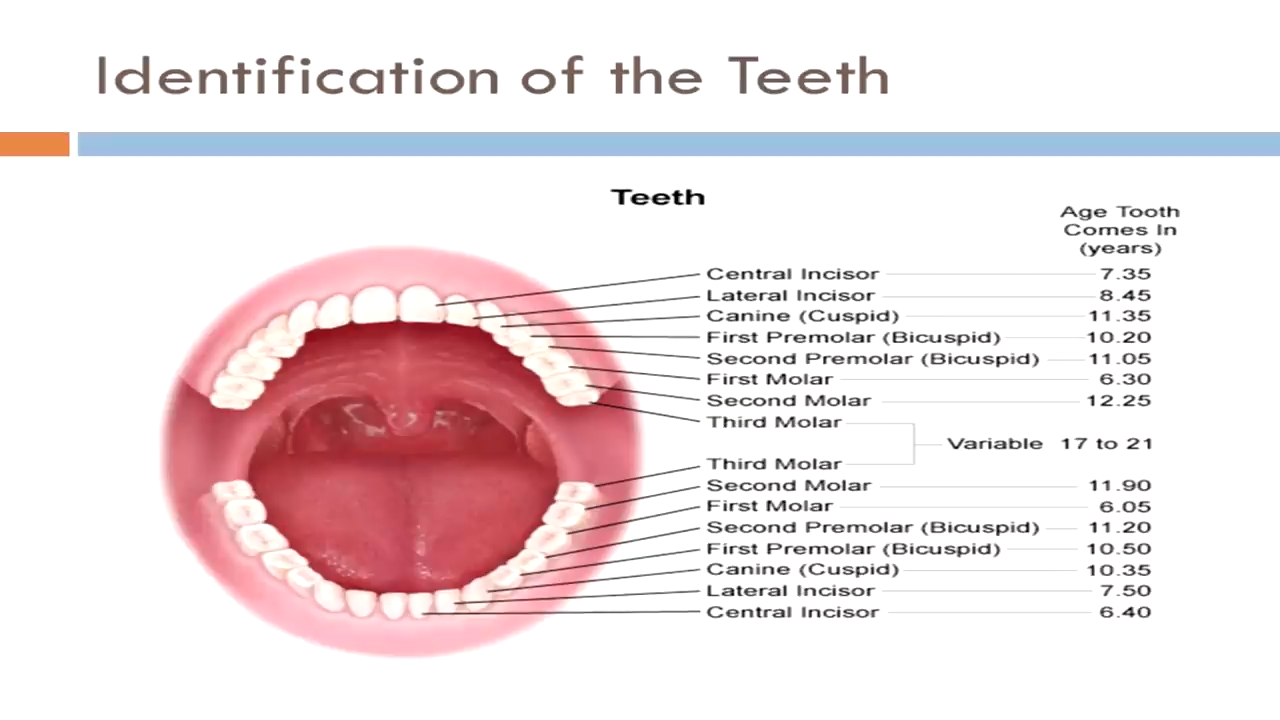 Identification of the Teeth
Teeth
Age Tooth
Comes In
(years)
Central Incisor 7.35
Lateral Incisor 8.45
Canine (Cuspid) 11.35
First Premolar (Bicuspid) 10.20
Second Premolar (Bicuspid) 11.05
First Molar 6.30
Second Molar 12.25
Third Molar
Variable 17 to 21
Third Molar
Second Molar 11.90
First Molar 6.05
Second Premolar (Bicuspid) 11.20
First Premolar (Bicuspid) 10.50
Canine (Cuspid) 10.35
Lateral Incisor 7.50
Central Incisor 6.40